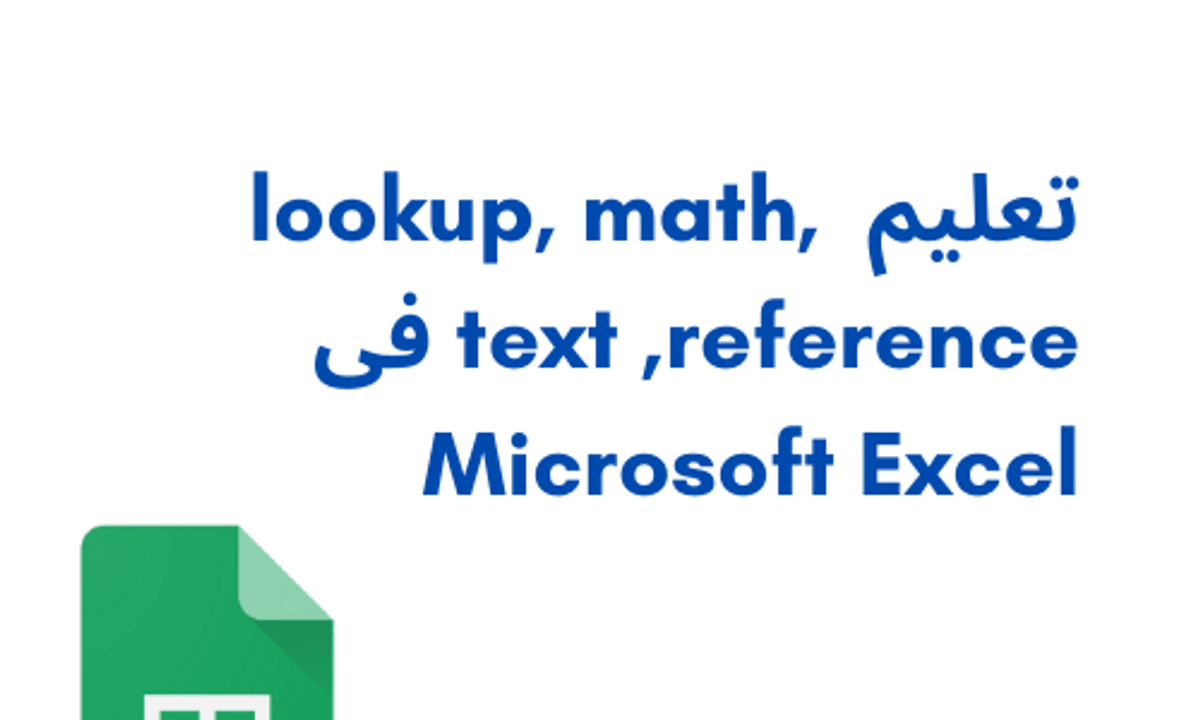 تعليم lookup, math,
reference, text فى
Microsoft Excel